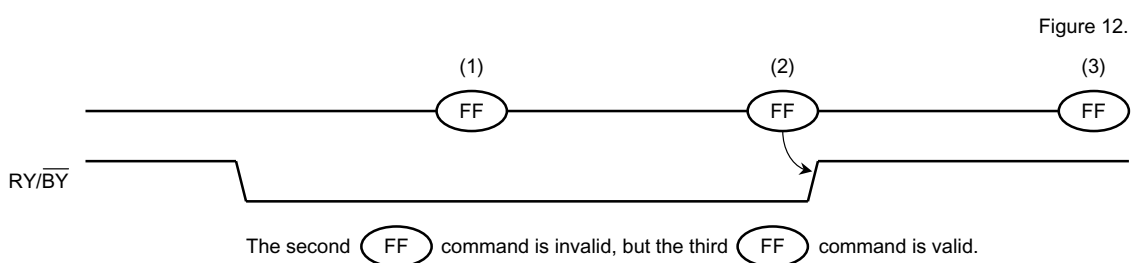 Figure 12.
(1) (2) (3)
FF FF FF
RY/B̅Y̅
The second FF command is invalid, but the third FF command is valid.